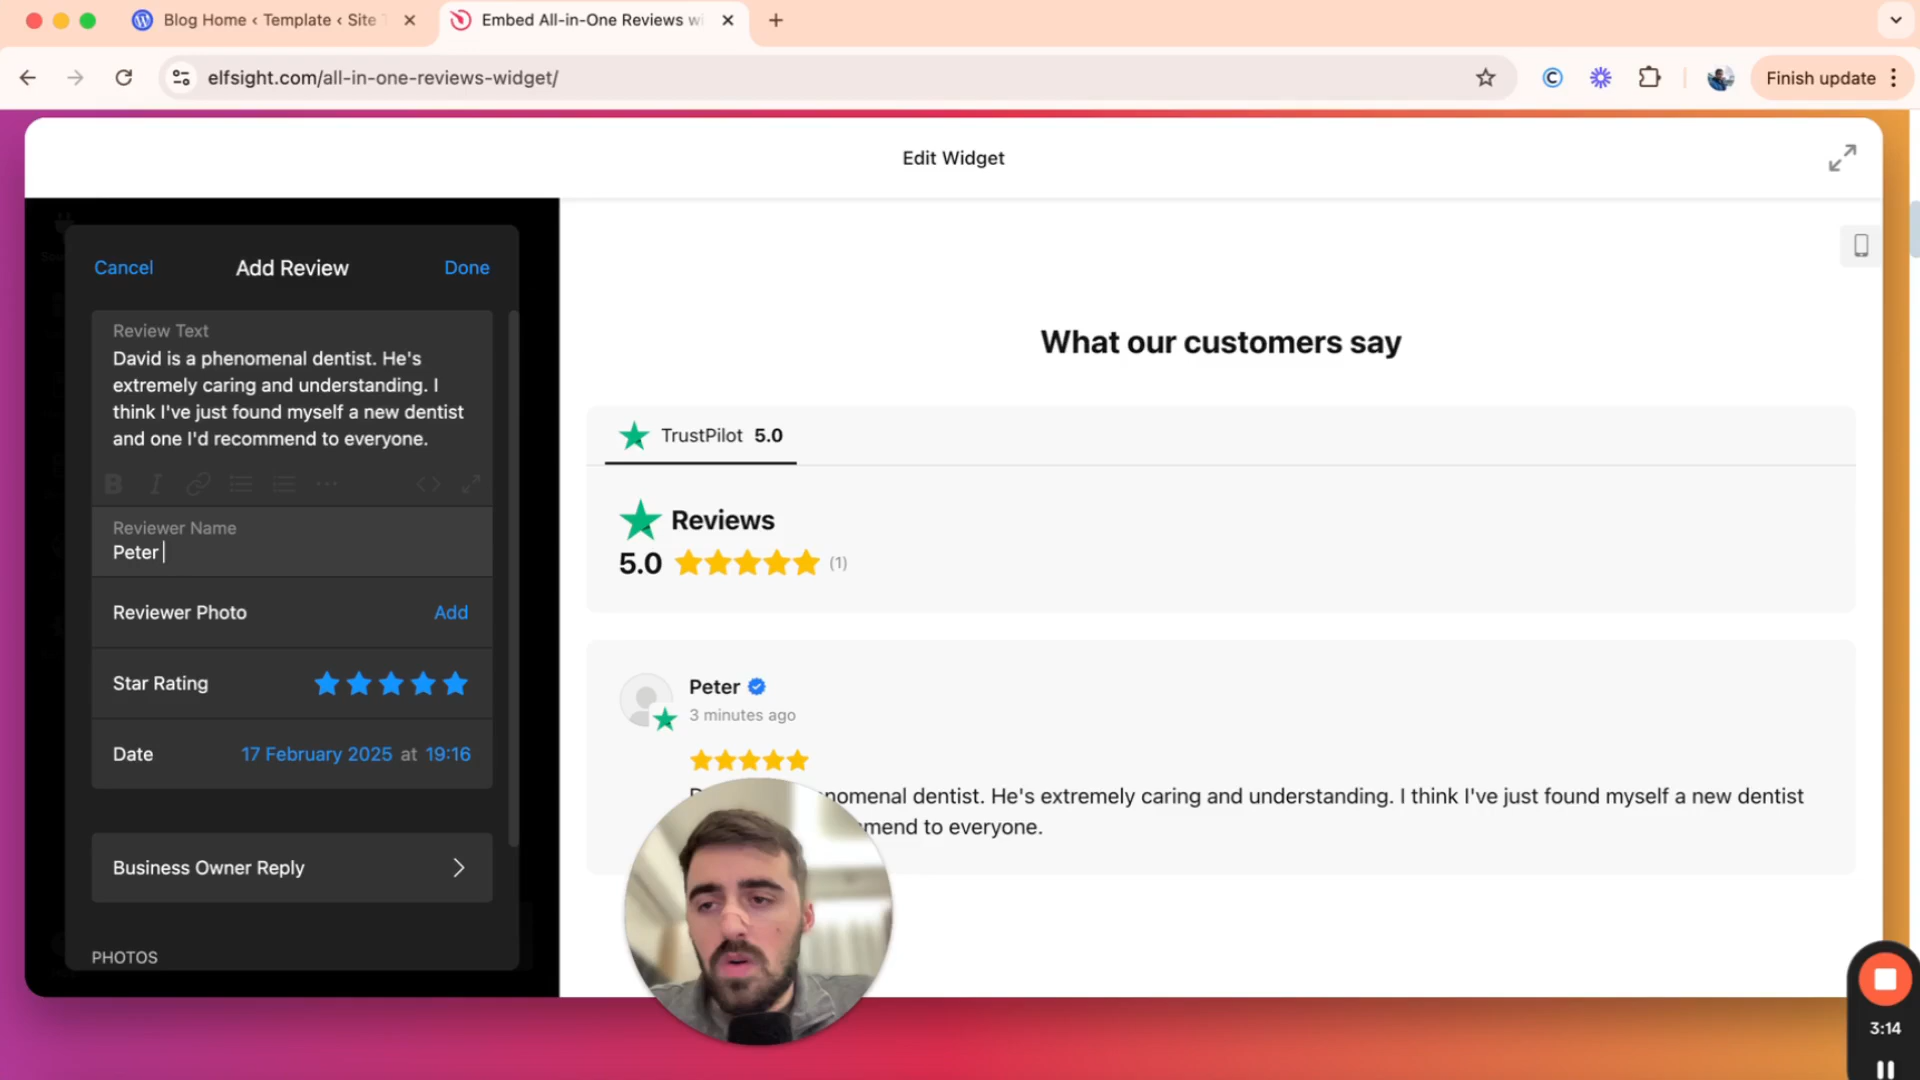 Blog Home ‹ Template ‹ Site
Embed All-in-One Reviews wi
elfsight.com/all-in-one-reviews-widget/
Finish update
Edit Widget
Cancel
Add Review
Done
Review Text
David is a phenomenal dentist. He's
extremely caring and understanding. I
think I've just found myself a new dentist
and one I'd recommend to everyone.
Reviewer Name
Peter
Reviewer Photo
Add
Star Rating
Date
17 February 2025 at 19:16
Business Owner Reply
PHOTOS
What our customers say
TrustPilot 5.0
Reviews
5.0 (1)
Peter
3 minutes ago
nomenal dentist. He's extremely caring and understanding. I think I've just found myself a new dentist
mend to everyone.
3:14